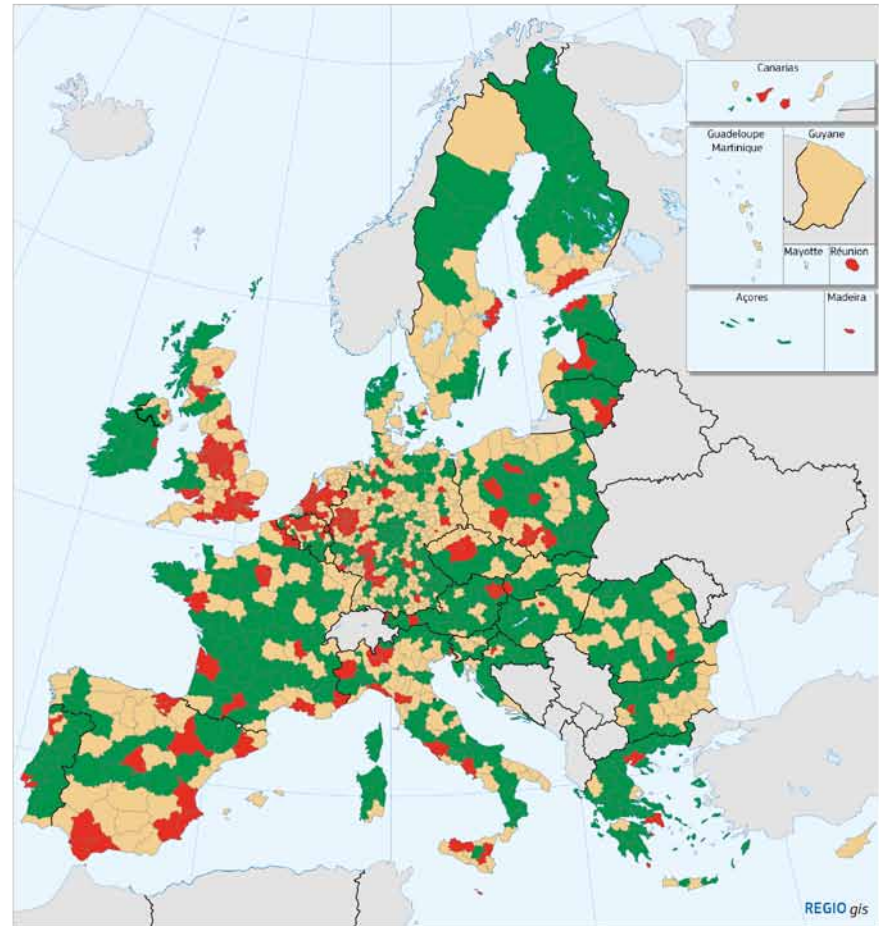 Canarias
Guadeloupe
Martinique
Guyane
Mayotte
Réunion
Açores
Madeira
REGIO gis